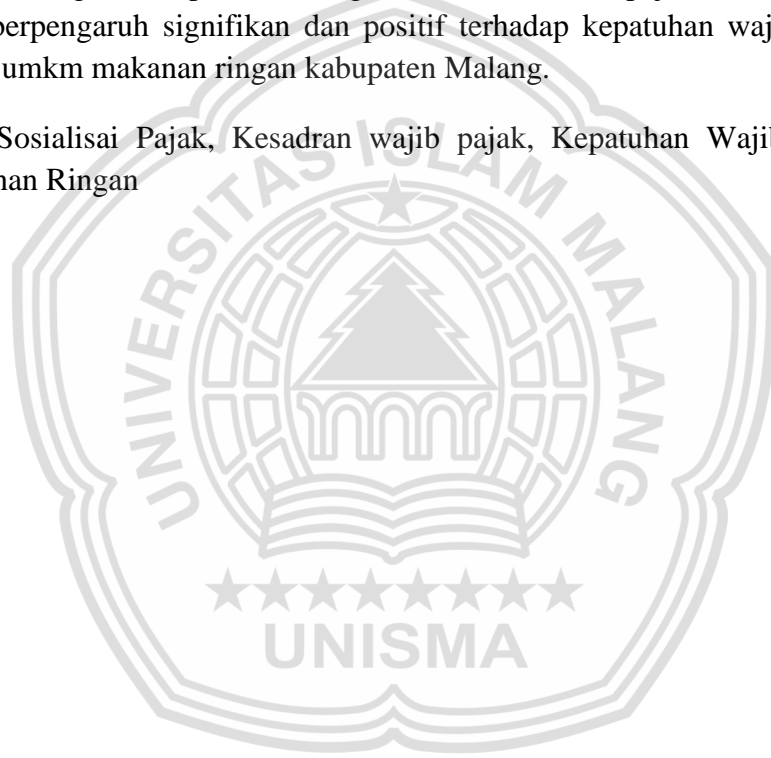 berpengaruh signifikan dan positif terhadap kepatuhan waj
umkm makanan ringan kabupaten Malang.
Sosialisai Pajak, Kesadran wajib pajak, Kepatuhan Waji
nan Ringan
UNIVERSITAS ISLAM MALANG
UNISMA